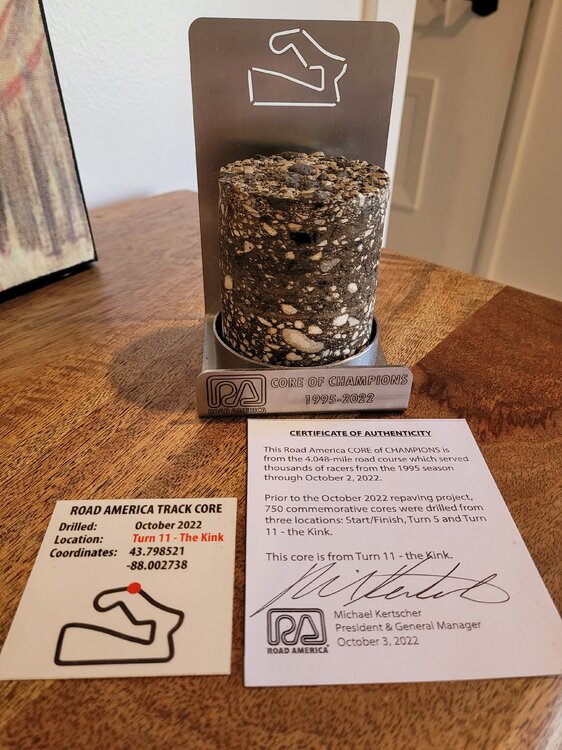 RA CORE OF CHAMPIONS
ROAD AMERICA 1995-2022
CERTIFICATE OF AUTHENTICITY
This Road America CORE of CHAMPIONS is
from the 4.048-mile road course which served
thousands of racers from the 1995 season
through October 2, 2022.
Prior to the October 2022 repaving project,
750 commemorative cores were drilled from
three locations: Start/Finish, Turn 5 and Turn
11 - the Kink.
This core is from Turn 11 - the Kink.
RA
ROAD AMERICA
Michael Kertscher
President & General Manager
October 3, 2022
ROAD AMERICA TRACK CORE
Drilled: October 2022
Location: Turn 11 - The Kink
Coordinates: 43.798521
-88.002738